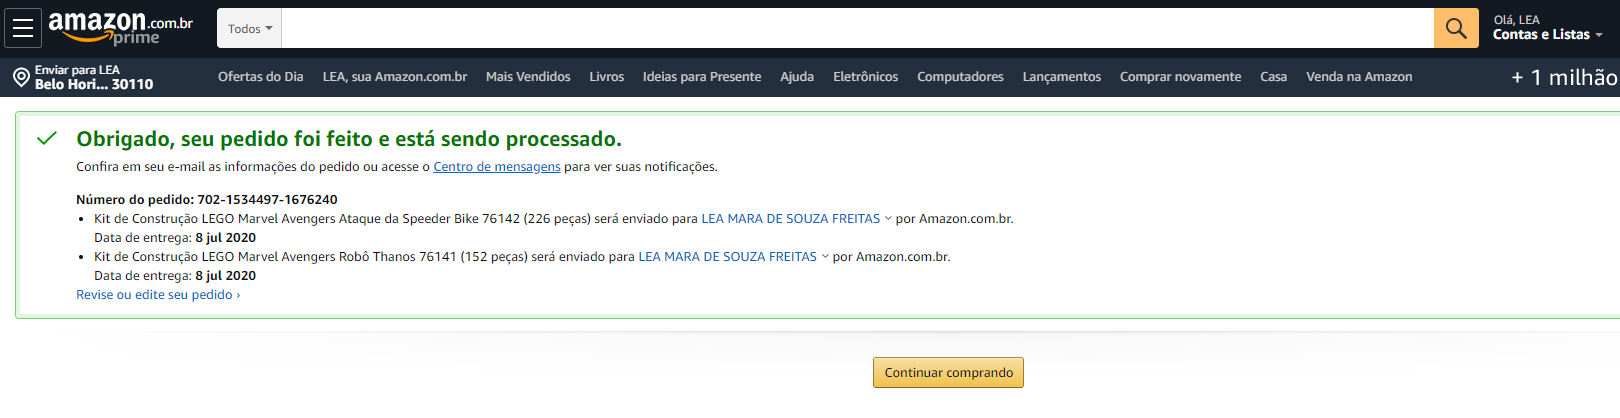 amazon.com.br
prime
Todos
Olá, LEA
Contas e Listas
Enviar para LEA
Belo Hori... 30110
Ofertas do Dia LEA, sua Amazon.com.br Mais Vendidos Livros Ideias para Presente Ajuda Eletrônicos Computadores Lançamentos Comprar novamente Casa Venda na Amazon
+ 1 milhão
Obrigado, seu pedido foi feito e está sendo processado.
Confira em seu e-mail as informações do pedido ou acesse o Centro de mensagens para ver suas notificações.
Número do pedido: 702-1534497-1676240
• Kit de Construção LEGO Marvel Avengers Ataque da Speeder Bike 76142 (226 peças) será enviado para LEA MARA DE SOUZA FREITAS por Amazon.com.br.
Data de entrega: 8 jul 2020
• Kit de Construção LEGO Marvel Avengers Robô Thanos 76141 (152 peças) será enviado para LEA MARA DE SOUZA FREITAS por Amazon.com.br.
Data de entrega: 8 jul 2020
Revise ou edite seu pedido ›
Continuar comprando